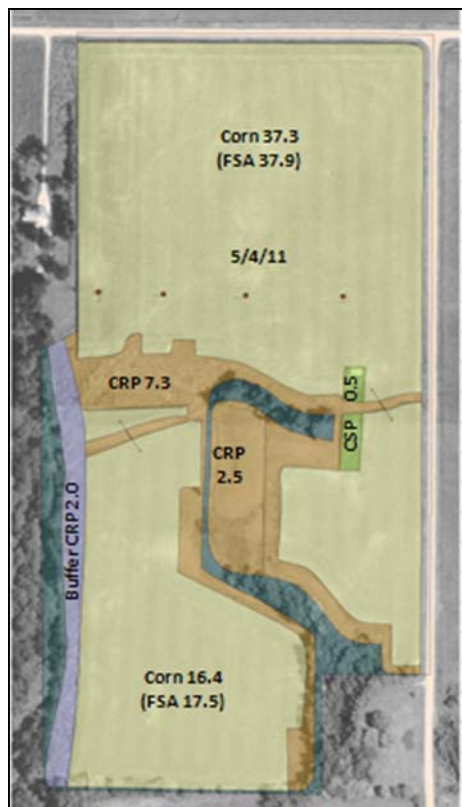 Corn 37.3
(FSA 37.9)
5/4/11
CRP 7.3
CSP 0.5
CRP
2.5
Buffer CRP 2.0
Corn 16.4
(FSA 17.5)